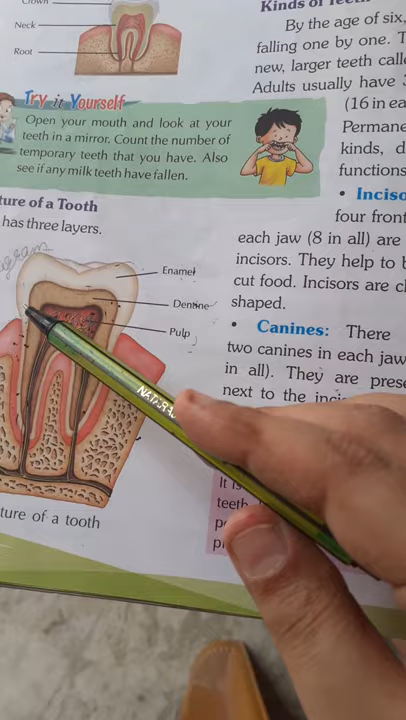 Neck
Root
Try it Yourself
Open your mouth and look at your
teeth in a mirror. Count the number of
temporary teeth that you have. Also
see if any milk teeth have fallen.
ture of a Tooth
has three layers.
Enamel
Dentine
Pulp
ture of a tooth
Kinds of
By the age of six,
falling one by one.
new, larger teeth
Adults usually have
(16 in
kinds,
functions
•
four front
each jaw (8 in all) are
incisors. They help to
cut food. Incisors are
shaped.
• Canines: There
two canines in each jaw
in all). They are
next to the
teeth